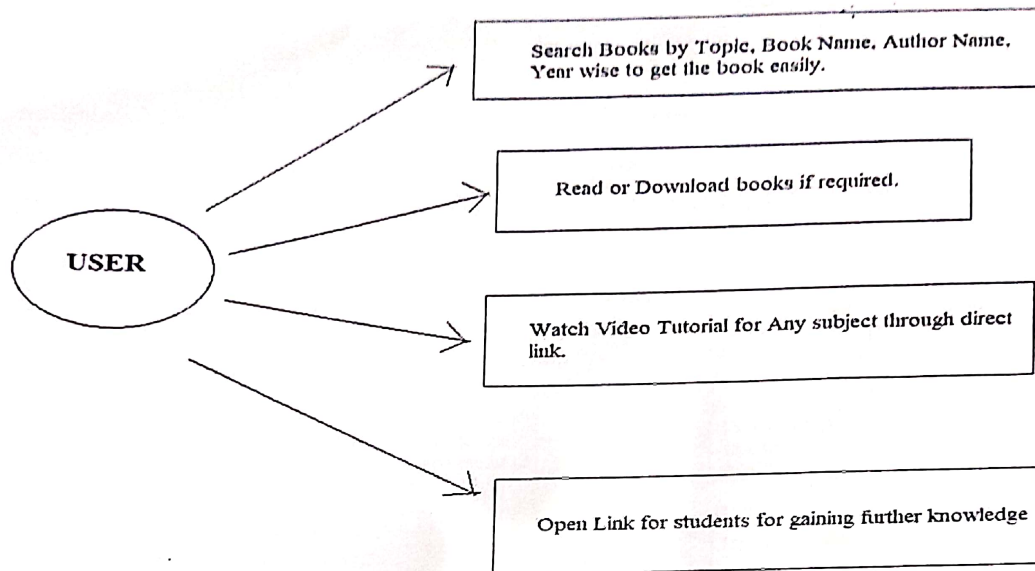 Search Books by Topic, Book Name, Author Name,
Year wise to get the book easily.
Read or Download books if required.
USER
Watch Video Tutorial for Any subject through direct
link.
Open Link for students for gaining further knowledge